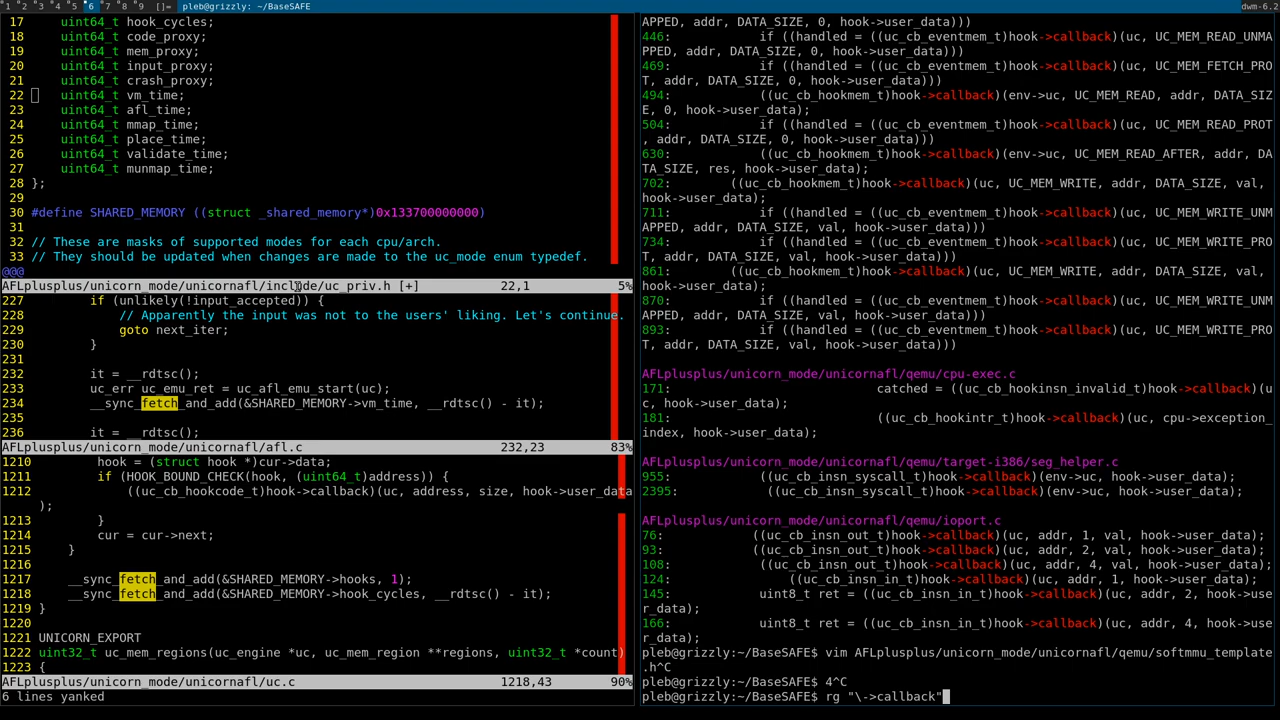 1 2 3 4 5 6 7 8 9 []= pleb@grizzly: ~/BaseSAFE dwm-6.2
17 uint64_t hook_cycles;
18 uint64_t code_proxy;
19 uint64_t mem_proxy;
20 uint64_t input_proxy;
21 uint64_t crash_proxy;
22 uint64_t vm_time;
23 uint64_t afl_time;
24 uint64_t mmap_time;
25 uint64_t place_time;
26 uint64_t validate_time;
27 uint64_t munmap_time;
28 };
29
30 #define SHARED_MEMORY ((struct _shared_memory*)0x133700000000)
31
32 // These are masks of supported modes for each cpu/arch.
33 // They should be updated when changes are made to the uc_mode enum typedef.
@@@
AFLplusplus/unicorn_mode/unicornafl/include/uc_priv.h [+] 22,1 5%
227 if (unlikely(!input_accepted)) {
228 // Apparently the input was not to the users' liking. Let's continue.
229 goto next_iter;
230 }
231
232 it = __rdtsc();
233 uc_err uc_emu_ret = uc_afl_emu_start(uc);
234 __sync_fetch_and_add(&SHARED_MEMORY->vm_time, __rdtsc() - it);
235
236 it = __rdtsc();
AFLplusplus/unicorn_mode/unicornafl/afl.c 232,23 83%
1210 hook = (struct hook *)cur->data;
1211 if (HOOK_BOUND_CHECK(hook, (uint64_t)address)) {
1212 ((uc_cb_hookcode_t)hook->callback)(uc, address, size, hook->user_data
);
1213 }
1214 cur = cur->next;
1215 }
1216
1217 __sync_fetch_and_add(&SHARED_MEMORY->hooks, 1);
1218 __sync_fetch_and_add(&SHARED_MEMORY->hook_cycles, __rdtsc() - it);
1219 }
1220
1221 UNICORN_EXPORT
1222 uint32_t uc_mem_regions(uc_engine *uc, uc_mem_region **regions, uint32_t *count)
1223 {
AFLplusplus/unicorn_mode/unicornafl/uc.c 1218,43 90%
6 lines yanked
APPED, addr, DATA_SIZE, 0, hook->user_data)))
446: if ((handled = ((uc_cb_eventmem_t)hook->callback)(uc, UC_MEM_READ_UNMA
PPED, addr, DATA_SIZE, 0, hook->user_data)))
469: if ((handled = ((uc_cb_eventmem_t)hook->callback)(uc, UC_MEM_FETCH_PRO
T, addr, DATA_SIZE, 0, hook->user_data)))
494: ((uc_cb_hookmem_t)hook->callback)(env->uc, UC_MEM_READ, addr, DATA_SIZ
E, 0, hook->user_data);
504: if ((handled = ((uc_cb_eventmem_t)hook->callback)(uc, UC_MEM_READ_PROT
, addr, DATA_SIZE, 0, hook->user_data)))
630: ((uc_cb_hookmem_t)hook->callback)(env->uc, UC_MEM_READ_AFTER, addr, DA
TA_SIZE, res, hook->user_data);
702: ((uc_cb_hookmem_t)hook->callback)(uc, UC_MEM_WRITE, addr, DATA_SIZE, val,
hook->user_data);
711: if ((handled = ((uc_cb_eventmem_t)hook->callback)(uc, UC_MEM_WRITE_UNM
APPED, addr, DATA_SIZE, val, hook->user_data)))
734: if ((handled = ((uc_cb_eventmem_t)hook->callback)(uc, UC_MEM_WRITE_PRO
T, addr, DATA_SIZE, val, hook->user_data)))
861: ((uc_cb_hookmem_t)hook->callback)(uc, UC_MEM_WRITE, addr, DATA_SIZE, val,
hook->user_data);
870: if ((handled = ((uc_cb_eventmem_t)hook->callback)(uc, UC_MEM_WRITE_UNM
APPED, addr, DATA_SIZE, val, hook->user_data)))
893: if ((handled = ((uc_cb_eventmem_t)hook->callback)(uc, UC_MEM_WRITE_PRO
T, addr, DATA_SIZE, val, hook->user_data)))
AFLplusplus/unicorn_mode/unicornafl/qemu/cpu-exec.c
171: catched = ((uc_cb_hookinsn_invalid_t)hook->callback)(u
c, hook->user_data);
181: ((uc_cb_hookintr_t)hook->callback)(uc, cpu->exception_
index, hook->user_data);
AFLplusplus/unicorn_mode/unicornafl/qemu/target-i386/seg_helper.c
955: ((uc_cb_insn_syscall_t)hook->callback)(env->uc, hook->user_data);
2395: ((uc_cb_insn_syscall_t)hook->callback)(env->uc, hook->user_data);
AFLplusplus/unicorn_mode/unicornafl/qemu/ioport.c
76: ((uc_cb_insn_out_t)hook->callback)(uc, addr, 1, val, hook->user_data);
93: ((uc_cb_insn_out_t)hook->callback)(uc, addr, 2, val, hook->user_data);
108: ((uc_cb_insn_out_t)hook->callback)(uc, addr, 4, val, hook->user_data);
124: ((uc_cb_insn_in_t)hook->callback)(uc, addr, 1, hook->user_data);
145: uint8_t ret = ((uc_cb_insn_in_t)hook->callback)(uc, addr, 2, hook->use
r_data);
166: uint8_t ret = ((uc_cb_insn_in_t)hook->callback)(uc, addr, 4, hook->use
r_data);
pleb@grizzly:~/BaseSAFE$ vim AFLplusplus/unicorn_mode/unicornafl/qemu/softmmu_template
.h^C
pleb@grizzly:~/BaseSAFE$ 4^C
pleb@grizzly:~/BaseSAFE$ rg "\->callback"